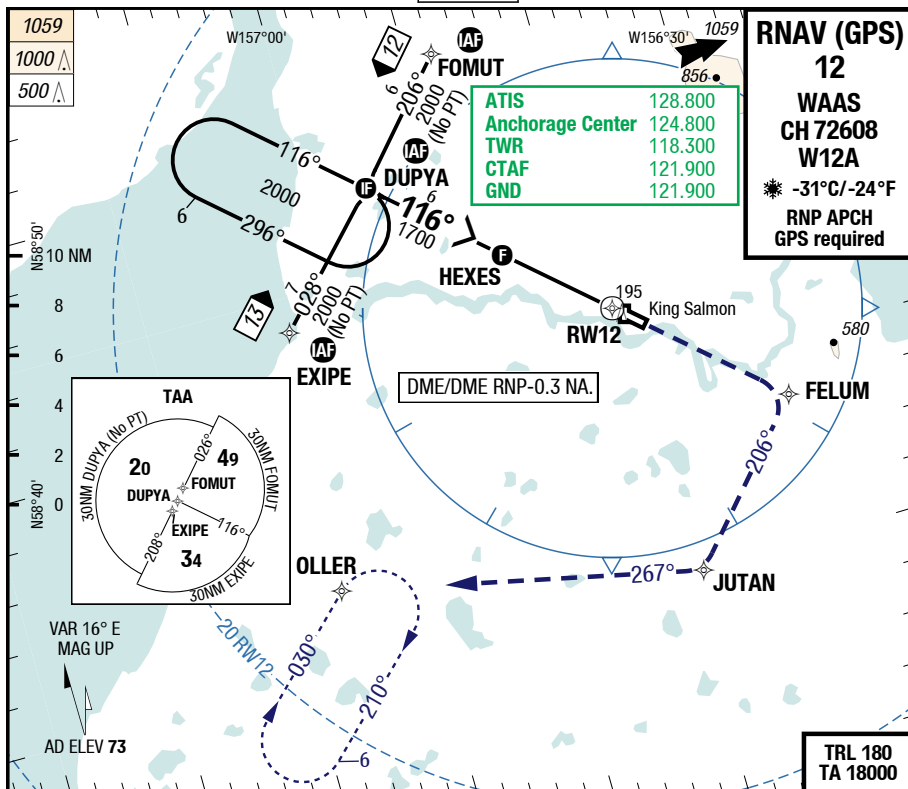 1059
1000
500
W157°00'
W156°30'
1059
856
12
IAF
FOMUT
6
206°
2000
(No PT)
RNAV (GPS)
12
WAAS
CH 72608
W12A
-31°C/-24°F
RNP APCH
GPS required
ATIS 128.800
Anchorage Center 124.800
TWR 118.300
CTAF 121.900
GND 121.900
116°
2000
6
296°
IAF
DUPYA
IF
6
116°
1700
F
HEXES
N58°50'
10 NM
8
6
4
2
0
N58°40'
13
7
028°
2000
(No PT)
IAF
EXIPE
195
King Salmon
RW12
580
DME/DME RNP-0.3 NA.
FELUM
206°
TAA
30NM DUPYA (No PT)
30NM FOMUT
30NM EXIPE
20
49
34
026°
FOMUT
DUPYA
EXIPE
116°
208°
OLLER
267°
JUTAN
030°
210°
6
20 RW12
VAR 16° E
MAG UP
AD ELEV 73
TRL 180
TA 18000